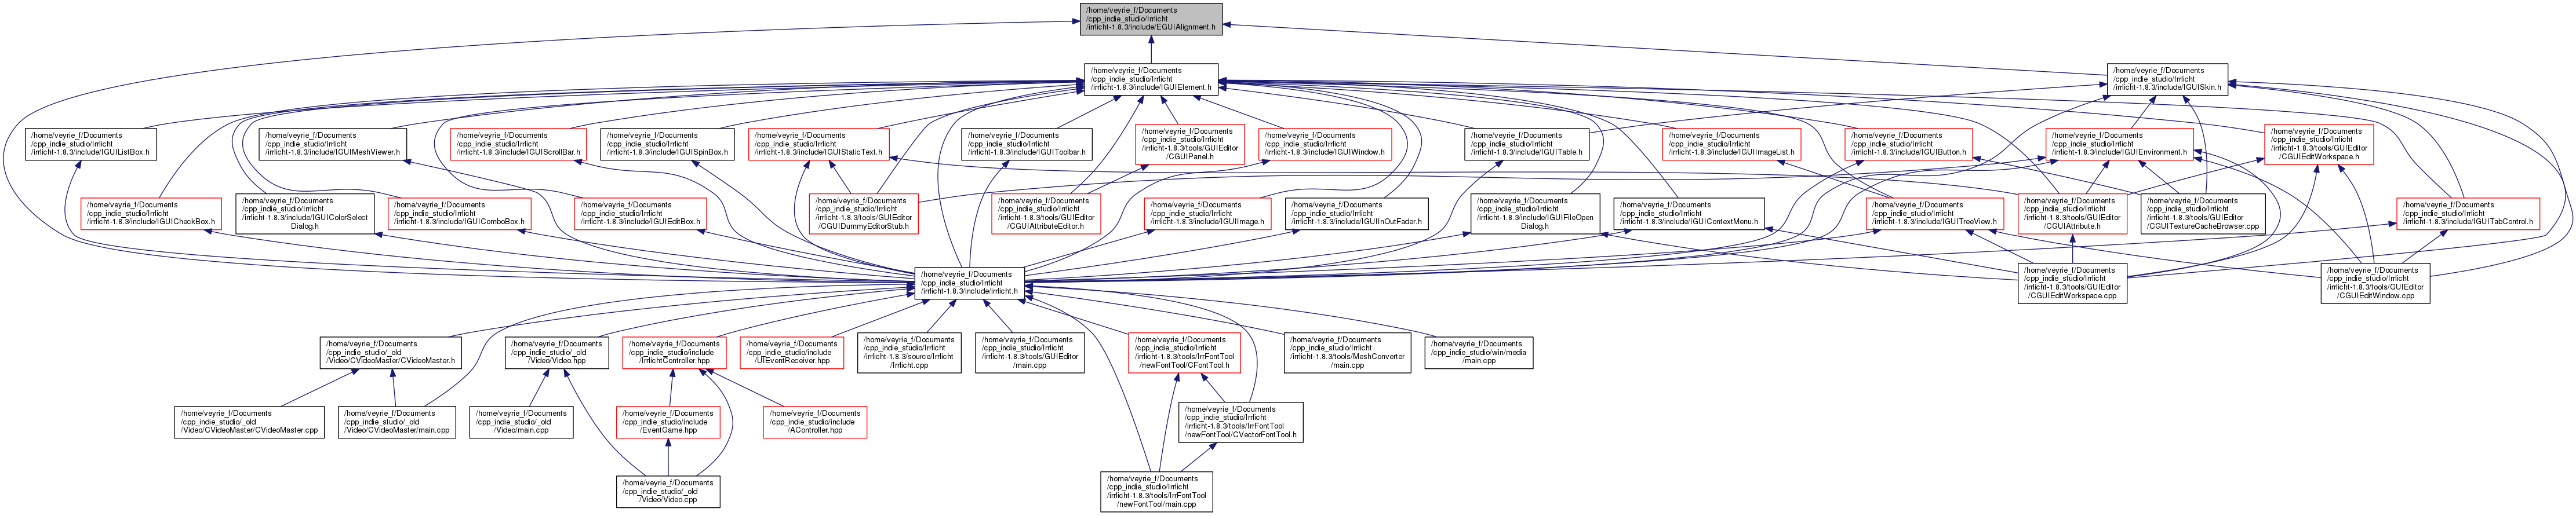 /home/veyrie_f/Documents
/cpp_indie_studio/Irrlicht
/irrlicht-1.8.3/include/EGUIAlignment.h
/home/veyrie_f/Documents
/cpp_indie_studio/Irrlicht
/irrlicht-1.8.3/include/IGUIElement.h
/home/veyrie_f/Documents
/cpp_indie_studio/Irrlicht
/irrlicht-1.8.3/include/IGUISkin.h
/home/veyrie_f/Documents
/cpp_indie_studio/Irrlicht
/irrlicht-1.8.3/include/IGUIListBox.h
/home/veyrie_f/Documents
/cpp_indie_studio/Irrlicht
/irrlicht-1.8.3/include/IGUIMeshViewer.h
/home/veyrie_f/Documents
/cpp_indie_studio/Irrlicht
/irrlicht-1.8.3/include/IGUIScrollBar.h
/home/veyrie_f/Documents
/cpp_indie_studio/Irrlicht
/irrlicht-1.8.3/include/IGUISpinBox.h
/home/veyrie_f/Documents
/cpp_indie_studio/Irrlicht
/irrlicht-1.8.3/include/IGUIStaticText.h
/home/veyrie_f/Documents
/cpp_indie_studio/Irrlicht
/irrlicht-1.8.3/include/IGUIToolbar.h
/home/veyrie_f/Documents
/cpp_indie_studio/Irrlicht
/irrlicht-1.8.3/tools/GUIEditor
/CGUIPanel.h
/home/veyrie_f/Documents
/cpp_indie_studio/Irrlicht
/irrlicht-1.8.3/include/IGUIWindow.h
/home/veyrie_f/Documents
/cpp_indie_studio/Irrlicht
/irrlicht-1.8.3/include/IGUITable.h
/home/veyrie_f/Documents
/cpp_indie_studio/Irrlicht
/irrlicht-1.8.3/include/IGUIImageList.h
/home/veyrie_f/Documents
/cpp_indie_studio/Irrlicht
/irrlicht-1.8.3/include/IGUIButton.h
/home/veyrie_f/Documents
/cpp_indie_studio/Irrlicht
/irrlicht-1.8.3/include/IGUIEnvironment.h
/home/veyrie_f/Documents
/cpp_indie_studio/Irrlicht
/irrlicht-1.8.3/tools/GUIEditor
/CGUIEditWorkspace.h
/home/veyrie_f/Documents
/cpp_indie_studio/Irrlicht
/irrlicht-1.8.3/include/IGUICheckBox.h
/home/veyrie_f/Documents
/cpp_indie_studio/Irrlicht
/irrlicht-1.8.3/include/IGUIColorSelect
Dialog.h
/home/veyrie_f/Documents
/cpp_indie_studio/Irrlicht
/irrlicht-1.8.3/include/IGUIComboBox.h
/home/veyrie_f/Documents
/cpp_indie_studio/Irrlicht
/irrlicht-1.8.3/include/IGUIEditBox.h
/home/veyrie_f/Documents
/cpp_indie_studio/Irrlicht
/irrlicht-1.8.3/tools/GUIEditor
/CGUIDummyEditorStub.h
/home/veyrie_f/Documents
/cpp_indie_studio/Irrlicht
/irrlicht-1.8.3/tools/GUIEditor
/CGUIAttributeEditor.h
/home/veyrie_f/Documents
/cpp_indie_studio/Irrlicht
/irrlicht-1.8.3/include/IGUIImage.h
/home/veyrie_f/Documents
/cpp_indie_studio/Irrlicht
/irrlicht-1.8.3/include/IGUIInOutFader.h
/home/veyrie_f/Documents
/cpp_indie_studio/Irrlicht
/irrlicht-1.8.3/include/IGUIFileOpen
Dialog.h
/home/veyrie_f/Documents
/cpp_indie_studio/Irrlicht
/irrlicht-1.8.3/include/IGUIContextMenu.h
/home/veyrie_f/Documents
/cpp_indie_studio/Irrlicht
/irrlicht-1.8.3/include/IGUITreeView.h
/home/veyrie_f/Documents
/cpp_indie_studio/Irrlicht
/irrlicht-1.8.3/tools/GUIEditor
/CGUIAttribute.h
/home/veyrie_f/Documents
/cpp_indie_studio/Irrlicht
/irrlicht-1.8.3/tools/GUIEditor
/CGUITextureCacheBrowser.cpp
/home/veyrie_f/Documents
/cpp_indie_studio/Irrlicht
/irrlicht-1.8.3/include/IGUITabControl.h
/home/veyrie_f/Documents
/cpp_indie_studio/Irrlicht
/irrlicht-1.8.3/include/irrlicht.h
/home/veyrie_f/Documents
/cpp_indie_studio/Irrlicht
/irrlicht-1.8.3/tools/GUIEditor
/CGUIEditWorkspace.cpp
/home/veyrie_f/Documents
/cpp_indie_studio/Irrlicht
/irrlicht-1.8.3/tools/GUIEditor
/CGUIEditWindow.cpp
/home/veyrie_f/Documents
/cpp_indie_studio/_old
/Video/CVideoMaster/CVideoMaster.h
/home/veyrie_f/Documents
/cpp_indie_studio/_old
/Video/Video.hpp
/home/veyrie_f/Documents
/cpp_indie_studio/include
/IrrlichtController.hpp
/home/veyrie_f/Documents
/cpp_indie_studio/include
/UIEventReceiver.hpp
/home/veyrie_f/Documents
/cpp_indie_studio/Irrlicht
/irrlicht-1.8.3/source/Irrlicht
/Irrlicht.cpp
/home/veyrie_f/Documents
/cpp_indie_studio/Irrlicht
/irrlicht-1.8.3/tools/GUIEditor
/main.cpp
/home/veyrie_f/Documents
/cpp_indie_studio/Irrlicht
/irrlicht-1.8.3/tools/IrrFontTool
/newFontTool/CFontTool.h
/home/veyrie_f/Documents
/cpp_indie_studio/Irrlicht
/irrlicht-1.8.3/tools/MeshConverter
/main.cpp
/home/veyrie_f/Documents
/cpp_indie_studio/win/media
/main.cpp
/home/veyrie_f/Documents
/cpp_indie_studio/_old
/Video/CVideoMaster/CVideoMaster.cpp
/home/veyrie_f/Documents
/cpp_indie_studio/_old
/Video/CVideoMaster/main.cpp
/home/veyrie_f/Documents
/cpp_indie_studio/_old
/Video/main.cpp
/home/veyrie_f/Documents
/cpp_indie_studio/include
/EventGame.hpp
/home/veyrie_f/Documents
/cpp_indie_studio/include
/AController.hpp
/home/veyrie_f/Documents
/cpp_indie_studio/Irrlicht
/irrlicht-1.8.3/tools/IrrFontTool
/newFontTool/CVectorFontTool.h
/home/veyrie_f/Documents
/cpp_indie_studio/_old
/Video/Video.cpp
/home/veyrie_f/Documents
/cpp_indie_studio/Irrlicht
/irrlicht-1.8.3/tools/IrrFontTool
/newFontTool/main.cpp